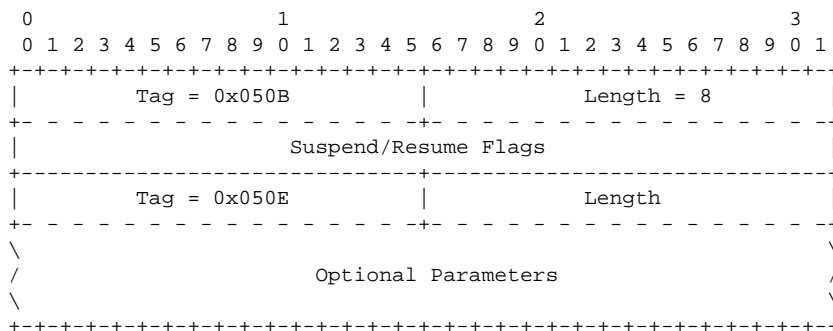 0                   1                   2                   3
 0 1 2 3 4 5 6 7 8 9 0 1 2 3 4 5 6 7 8 9 0 1 2 3 4 5 6 7 8 9 0 1
+-+-+-+-+-+-+-+-+-+-+-+-+-+-+-+-+-+-+-+-+-+-+-+-+-+-+-+-+-+-+-+-+
|         Tag = 0x050B          |            Length = 8         |
+- - - - - - - - - - - - - - - -+- - - - - - - - - - - - - - - -+
|                     Suspend/Resume Flags                      |
+-------------------------------+-------------------------------+
|         Tag = 0x050E          |            Length             |
+- - - - - - - - - - - - - - - -+- - - - - - - - - - - - - - - -+
\                                                               \
/                       Optional Parameters                     /
\                                                               \
+-+-+-+-+-+-+-+-+-+-+-+-+-+-+-+-+-+-+-+-+-+-+-+-+-+-+-+-+-+-+-+-+